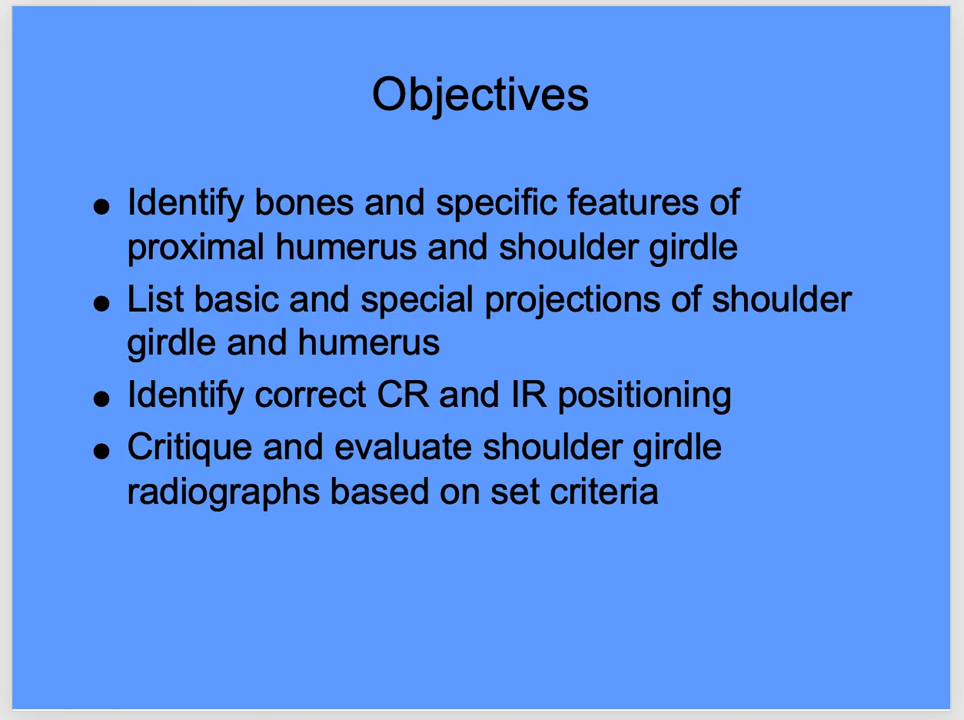 Objectives
● Identify bones and specific features of
proximal humerus and shoulder girdle
● List basic and special projections of shoulder
girdle and humerus
● Identify correct CR and IR positioning
● Critique and evaluate shoulder girdle
radiographs based on set criteria